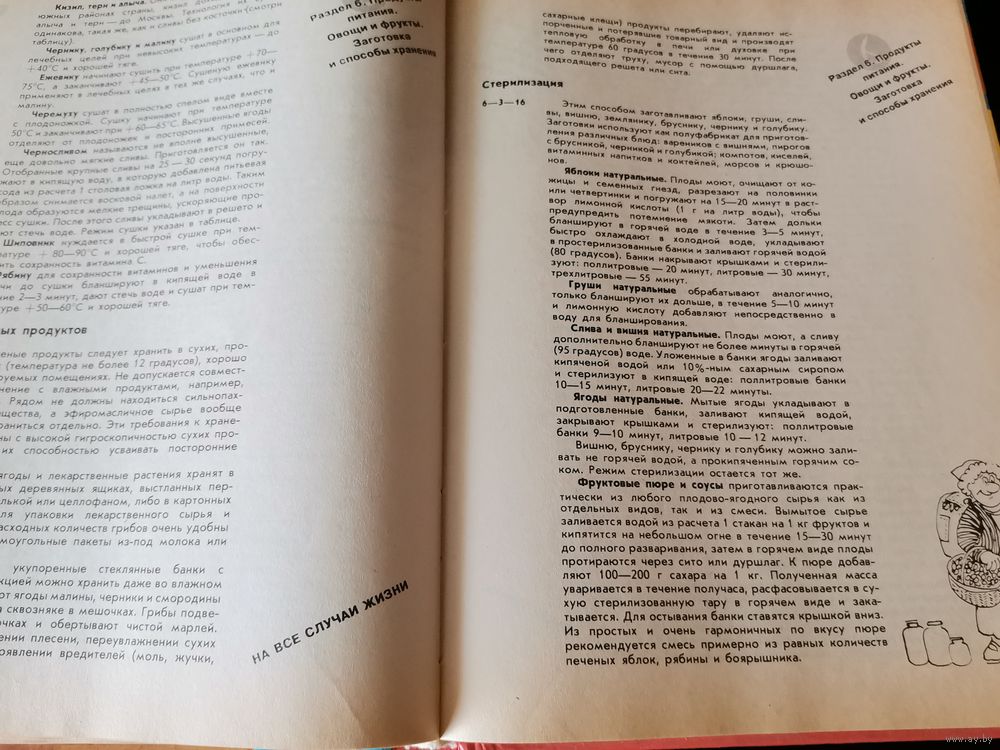 Кизил, терн и алыча.
южных районах страны, кизил
алыча и терн — до Москвы. Технология их
одинакова, такая же, как и сливы без косточки (смотри
таблицу).
Чернику, голубику и малину сушат в основном для
лечебных целей при невысоких температурах — до
+40°С и хорошей тяге.
Ежевику начинают сушить при температуре +70—
75°С, а заканчивают +45—50°С. Сушеную ежевику
применяют в лечебных целях в тех же случаях, что и
малину.
Черемуху сушат в полностью спелом виде вместе
с плодоножкой. Сушку начинают при температуре
50°С и заканчивают при +60—65°С. Высушенные ягоды
отделяют от плодоножек и посторонних примесей.
Черносливом называются не вполне высушенные,
еще довольно мягкие сливы. Приготовляется он так.
Отобранные крупные сливы на 25—30 секунд погру-
жают в кипящую воду, в которую добавлена питьевая
сода из расчета 1 столовая ложка на литр воды. Таким
образом снимается восковой налет, а на поверхности
плода образуются мелкие трещины, ускоряющие про-
цесс сушки. После этого сливы укладывают в решето и
дают стечь воде. Режим сушки указан в таблице.
Шиповник нуждается в быстрой сушке при тем-
пературе +80—90°С и хорошей тяге, чтобы обес-
сохранность витамина С.
Рябину для сохранности витаминов и уменьшения
до сушки бланшируют в кипящей воде в
2—3 минут, дают стечь воде и сушат при тем-
+50—60°С и хорошей тяге.
продуктов
продукты следует хранить в сухих, про-
(температура не более 12 градусов), хорошо
помещениях. Не допускается совмест-
с влажными продуктами, например,
Рядом не должны находиться сильнопах-
а эфиромасличное сырье вообще
отдельно. Эти требования к хране-
с высокой гигроскопичностью сухих про-
их способностью усваивать посторонние
ягоды и лекарственные растения хранят в
деревянных ящиках, выстланных пер-
или целлофаном, либо в картонных
упаковки лекарственного сырья и
количеств грибов очень удобны
пакеты из-под молока или
укупоренные стеклянные банки с
можно хранить даже во влажном
ягоды малины, черники и смородины
сквозняке в мешочках. Грибы подве-
и обертывают чистой марлей.
плесени, переувлажнении сухих
вредителей (моль, жучки,
Раздел 6.
питания.
Овощи и фрукты.
Заготовка
и способы хранения
НА ВСЕ СЛУЧАИ ЖИЗНИ
сахарные клещи) продукты перебирают, удаляют ис-
порченные и потерявшие товарный вид и производят
тепловую обработку в печи или духовке при
температуре 60 градусов в течение 30 минут. После
чего отделяют труху, мусор с помощью дуршлага,
подходящего решета или сита.
Стерилизация
6—3—16
Этим способом заготавливают яблоки, груши, сли-
вы, вишню, землянику, бруснику, чернику и голубику.
Заготовки используют как полуфабрикат для приготов-
ления различных блюд: вареников с вишнями, пирогов
с брусникой, черникой и голубикой; компотов, киселей,
витаминных напитков и коктейлей, морсов и крюшо-
нов.
Яблоки натуральные. Плоды моют, очищают от ко-
жицы и семенных гнезд, разрезают на половинки
или четвертинки и погружают на 15—20 минут в раст-
вор лимонной кислоты (1 г на литр воды), чтобы
предупредить потемнение мякоти. Затем дольки
бланшируют в горячей воде в течение 3—5 минут,
быстро охлаждают в холодной воде, укладывают
в простерилизованные банки и заливают горячей водой
(80 градусов). Банки накрывают крышками и стерили-
зуют: поллитровые — 20 минут, литровые — 30 минут,
трехлитровые — 55 минут.
Груши натуральные обрабатывают аналогично,
только бланшируют их дольше, в течение 5—10 минут
и лимонную кислоту добавляют непосредственно в
воду для бланширования.
Слива и вишня натуральные. Плоды моют, а сливу
дополнительно бланшируют не более минуты в горячей
(95 градусов) воде. Уложенные в банки ягоды заливают
кипяченой водой или 10%-ным сахарным сиропом
и стерилизуют в кипящей воде: поллитровые банки
10—15 минут, литровые 20—22 минуты.
Ягоды натуральные. Мытые ягоды укладывают в
подготовленные банки, заливают кипящей водой,
закрывают крышками и стерилизуют: поллитровые
банки 9—10 минут, литровые 10 — 12 минут.
Вишню, бруснику, чернику и голубику можно зали-
вать не горячей водой, а прокипяченным горячим со-
ком. Режим стерилизации остается тот же.
Фруктовые пюре и соусы приготавливаются прак-
тически из любого плодово-ягодного сырья как из
отдельных видов, так и из смеси. Вымытое сырье
заливается водой из расчета 1 стакан на 1 кг фруктов и
кипятится на небольшом огне в течение 15—30 минут
до полного разваривания, затем в горячем виде плоды
протираются через сито или дуршлаг. К пюре добав-
ляют 100—200 г сахара на 1 кг. Полученная масса
уваривается в течение получаса, расфасовывается в су-
хую стерилизованную тару в горячем виде и зака-
тывается. Для остывания банки ставятся крышкой вниз.
Из простых и очень гармоничных по вкусу пюре
рекомендуется смесь примерно из равных количеств
печеных яблок, рябины и боярышника.
Раздел 6. Продукты
питания.
Овощи и фрукты.
Заготовка
и способы хранения
www.ay.by